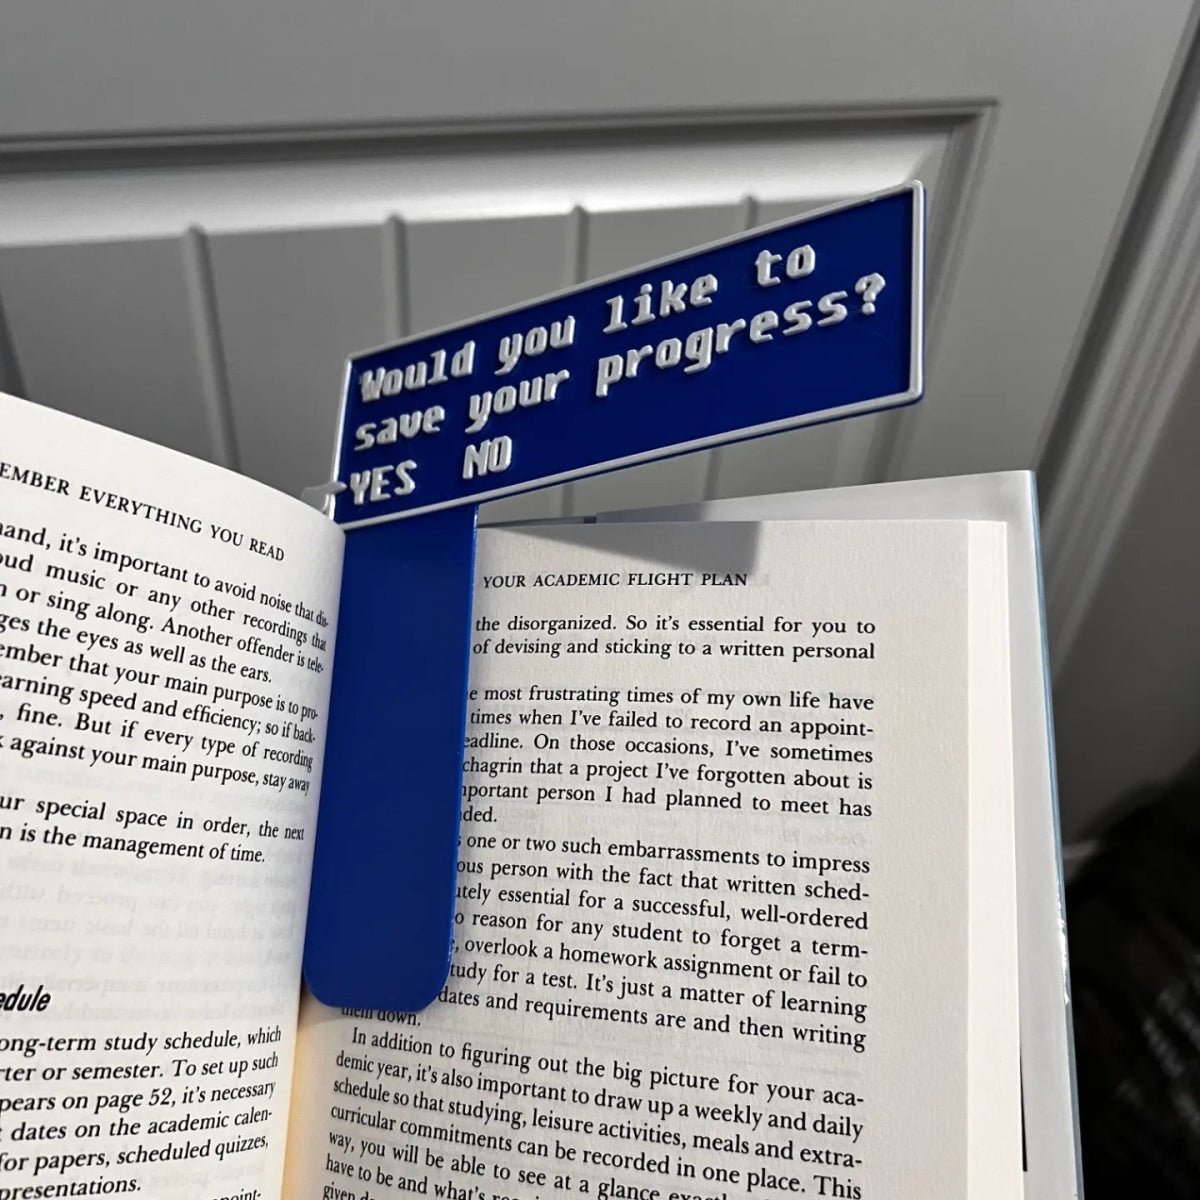 Would you like to
save your progress?
YES NO
EMBER EVERYTHING YOU READ
hand, it's important to avoid noise that dis-
music or any other recordings that
or sing along. Another offender is tele-
the eyes as well as the ears.
that your main purpose is to pro-
learning speed and efficiency; so if back-
, fine. But if every type of recording
against your main purpose, stay away
special space in order, the next
is the management of time.
edule
long-term study schedule, which
or semester. To set up such
on page 52, it's necessary
dates on the academic calen-
for papers, scheduled quizzes,
presentations.
point-
YOUR ACADEMIC FLIGHT PLAN
the disorganized. So it's essential for you to
of devising and sticking to a written personal
most frustrating times of my own life have
times when I've failed to record an appoint-
eadline. On those occasions, I've sometimes
chagrin that a project I've forgotten about is
mportant person I had planned to meet has
ded.
one or two such embarrassments to impress
ous person with the fact that written sched-
utely essential for a successful, well-ordered
reason for any student to forget a term-
, overlook a homework assignment or fail to
tudy for a test. It's just a matter of learning
dates and requirements are and then writing
them down.
In addition to figuring out the big picture for your aca-
demic year, it's also important to draw up a weekly and daily
schedule so that studying, leisure activities, meals and extra-
curricular commitments can be recorded in one place. This
way, you will be able to see at a glance
have to be and what's
given